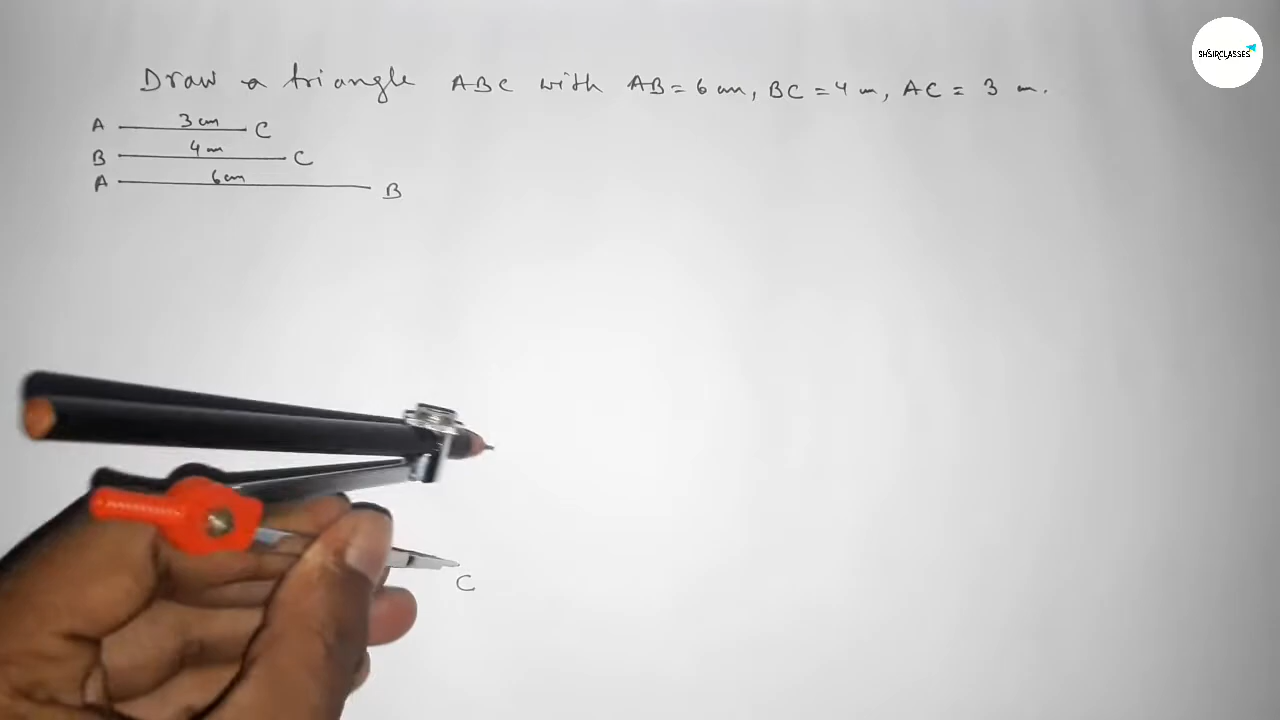 SHSIRCLASSES
Draw a triangle ABC with AB = 6 cm, BC = 4 cm, AC = 3 cm.
A 3 cm C
B 4 cm C
A 6 cm B
C